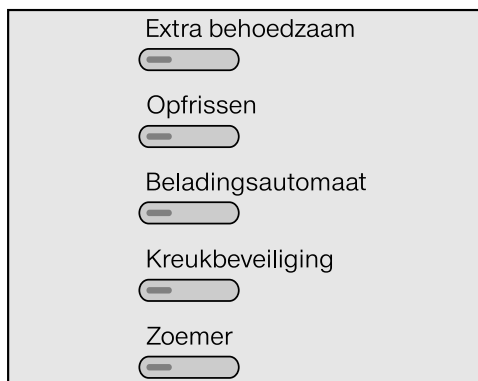 Extra behoedzaam
Opfrissen
Beladingsautomaat
Kreukbeveiliging
Zoemer